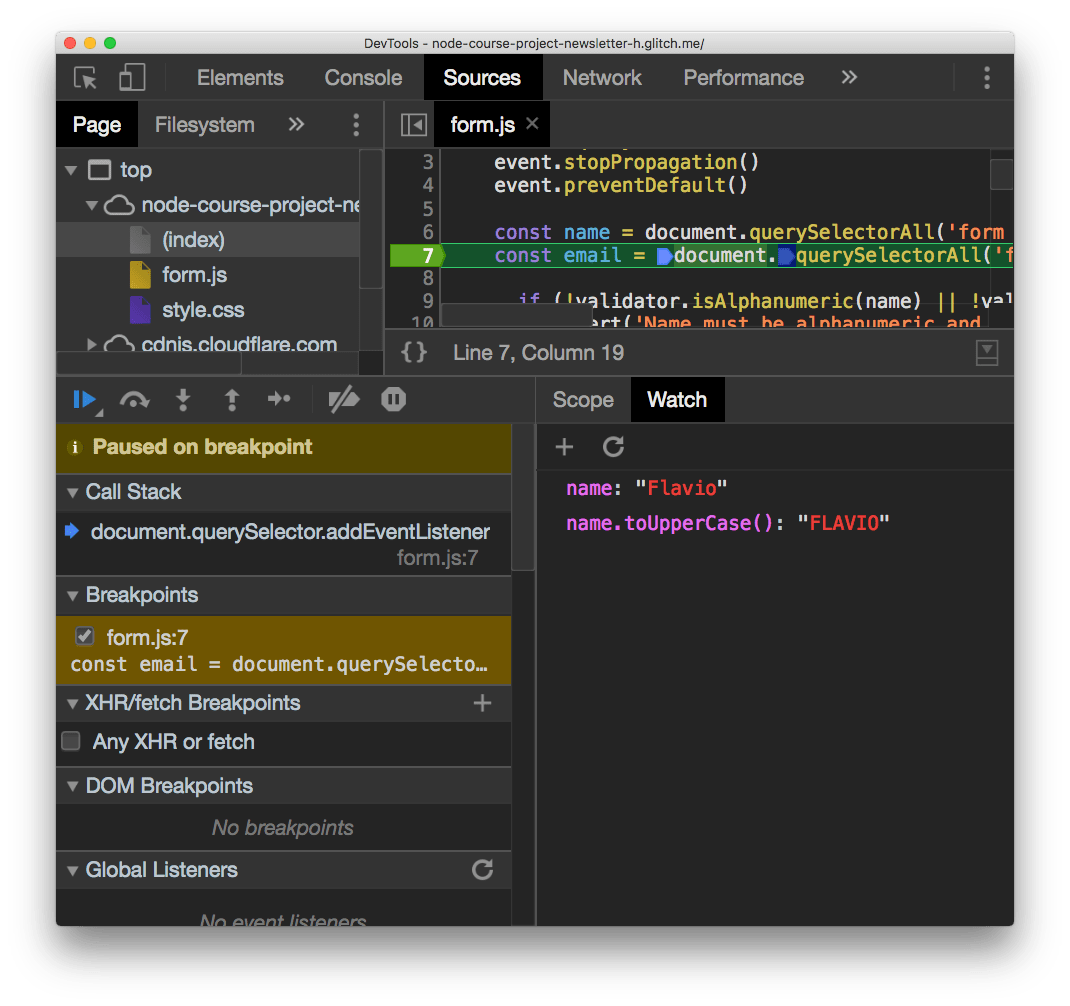 DevTools - node-course-project-newsletter-h.glitch.me/
Elements Console Sources Network Performance »
Page Filesystem » form.js ×
top
node-course-project-ne
(index)
form.js
style.css
cdnjs.cloudflare.com
3 event.stopPropagation()
4 event.preventDefault()
5
6 const name = document.querySelectorAll('form
7 const email = document.querySelectorAll('f
8
9 if (!validator.isAlphanumeric(name) || !val
10 ert('Name must be alphanumeric and
{} Line 7, Column 19
Scope Watch
Paused on breakpoint
Call Stack
document.querySelector.addEventListener
form.js:7
Breakpoints
form.js:7
const email = document.querySelecto…
XHR/fetch Breakpoints +
Any XHR or fetch
DOM Breakpoints
No breakpoints
Global Listeners
No event listeners
+
name: "Flavio"
name.toUpperCase(): "FLAVIO"